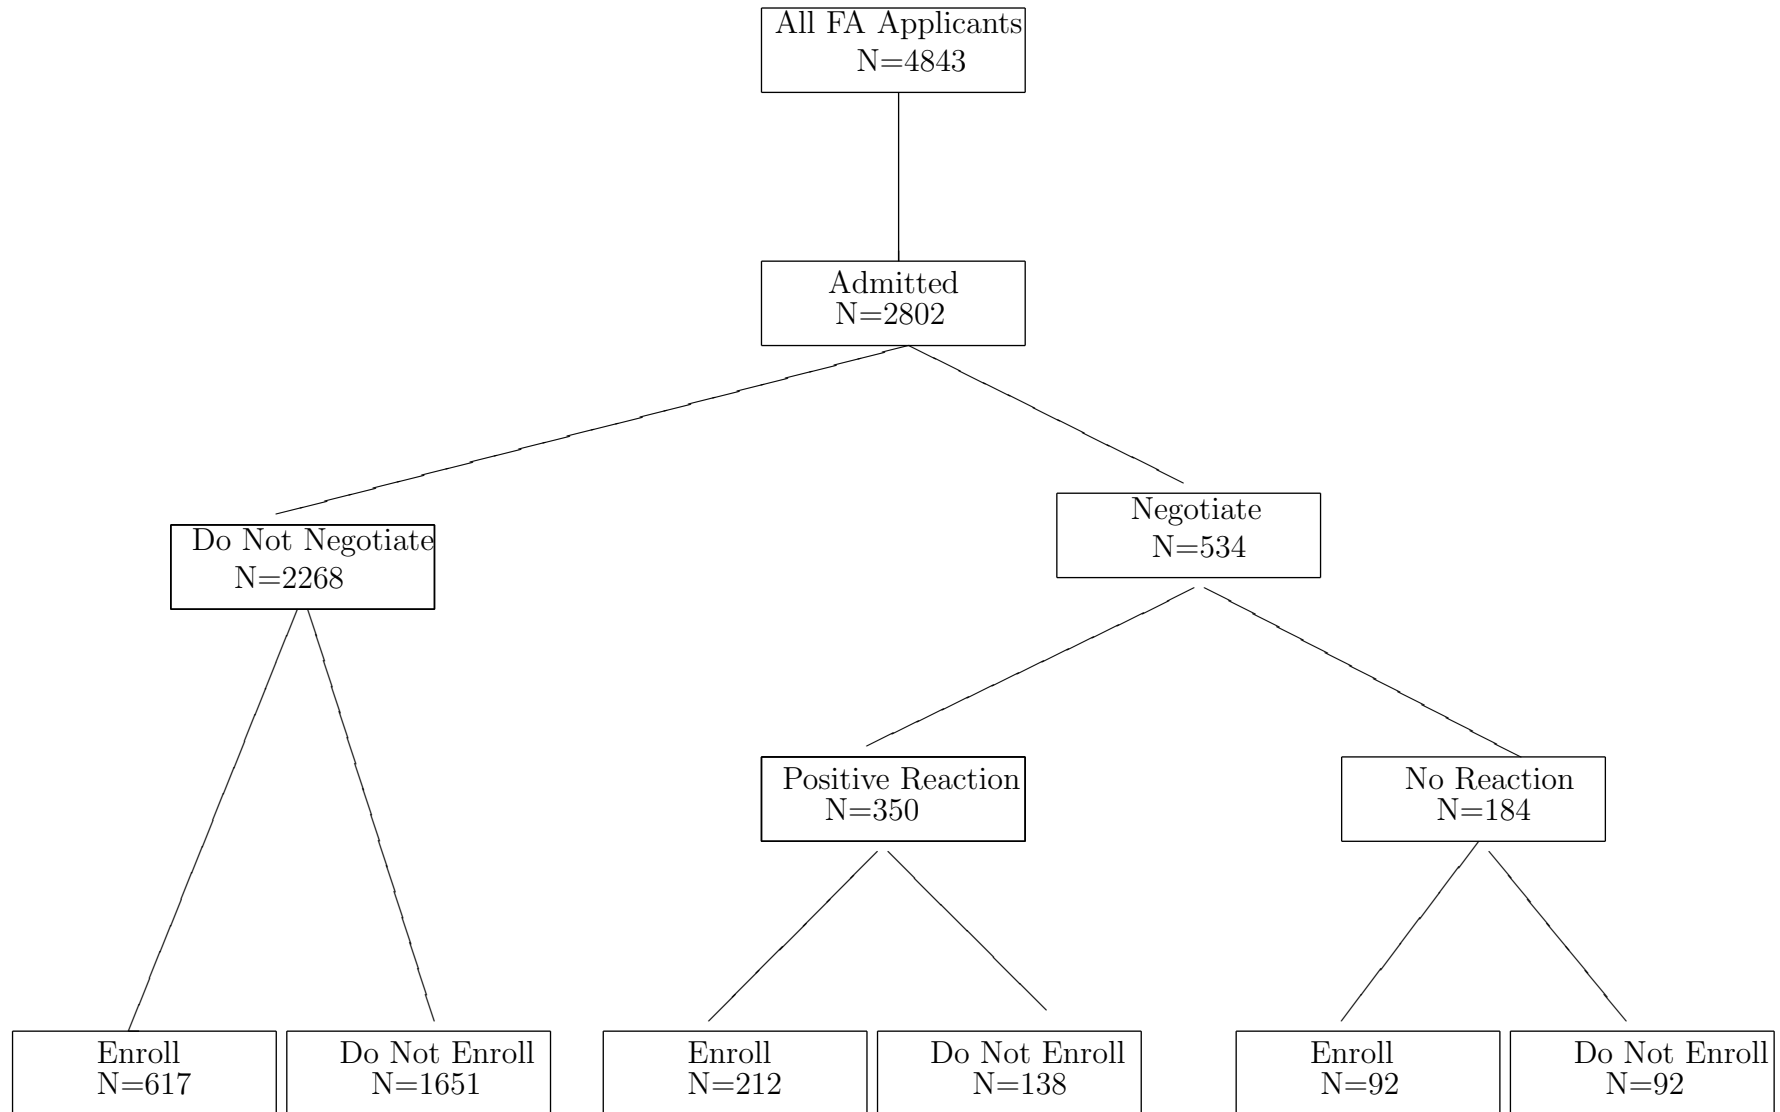 All FA Applicants
N=4843
Admitted
N=2802
Negotiate
N=534
Do Not Negotiate
N=2268
Positive Reaction
N=350
No Reaction
N=184
Enroll
N=617
Do Not Enroll
N=1651
Enroll
N=212
Do Not Enroll
N=138
Enroll
N=92
Do Not Enroll
N=92